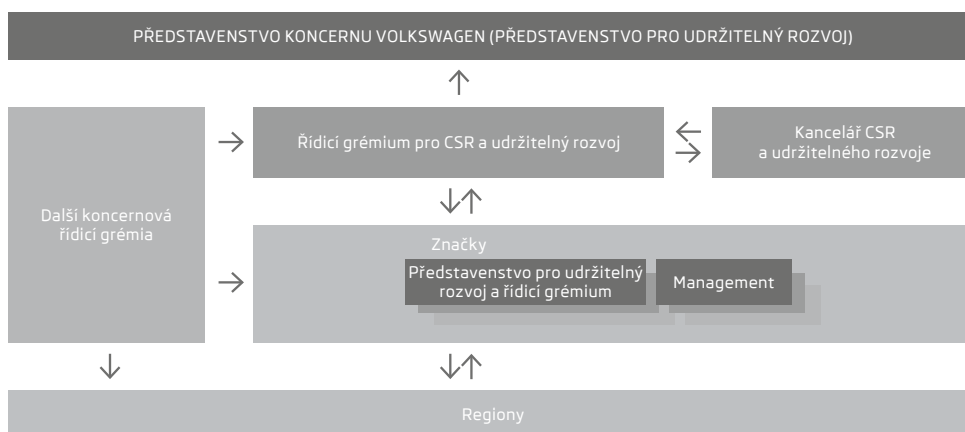 PŘEDSTAVENSTVO KONCERNU VOLKSWAGEN (PŘEDSTAVENSTVO PRO UDRŽITELNÝ ROZVOJ)
Řídicí grémium pro CSR a udržitelný rozvoj
Kancelář CSR
a udržitelného rozvoje
Další koncernová
řídicí grémia
Značky
Představenstvo pro udržitelný
rozvoj a řídicí grémium
Management
Regiony